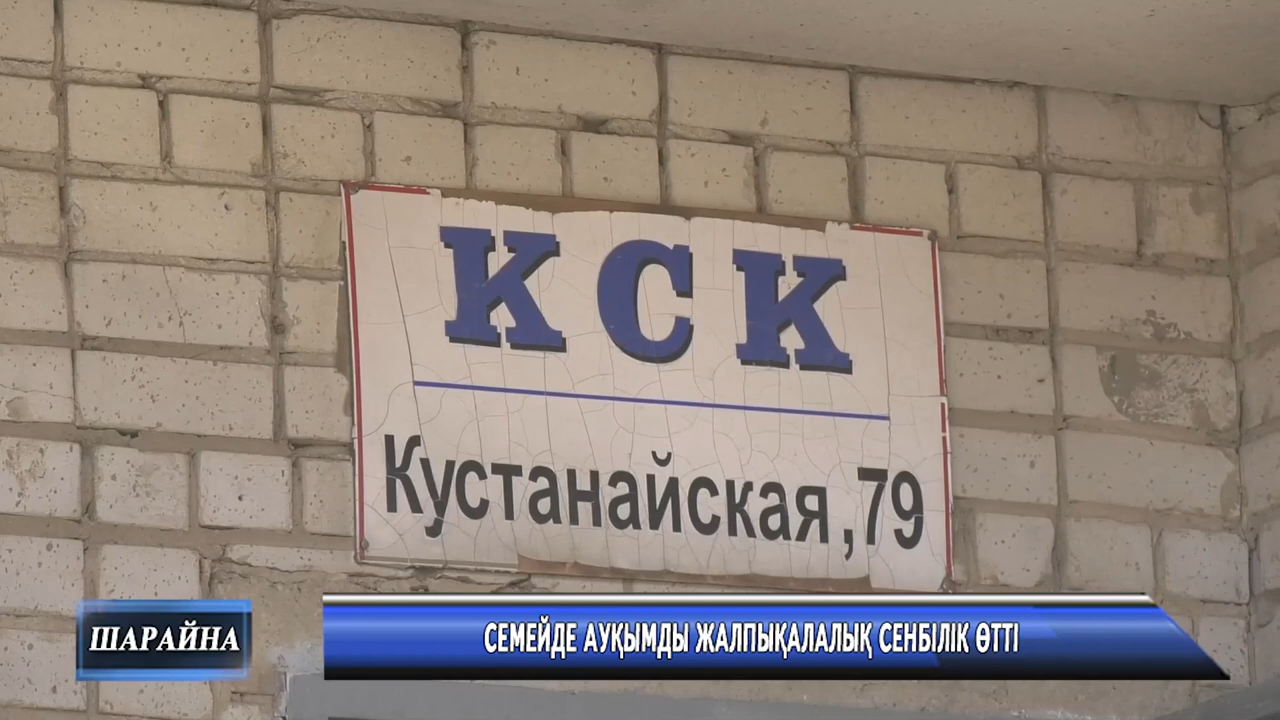 КСК
Кустанайская,79
ШАРАЙНА
СЕМЕЙДЕ АУҚЫМДЫ ЖАЛПЫҚАЛАЛЫҚ СЕНБІЛІК ӨТТІ